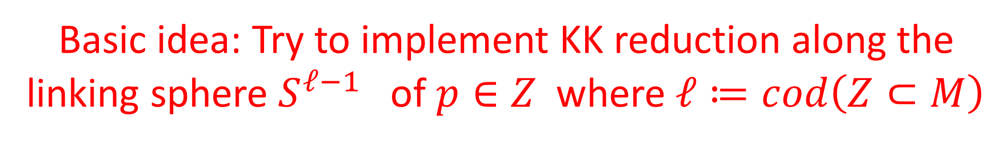 Basic idea: Try to implement KK reduction along the
linking sphere 𝑆^{ℓ−1} of 𝑝 ∈ 𝑍 where ℓ ≔ 𝑐𝑜𝑑(𝑍 ⊂ 𝑀)